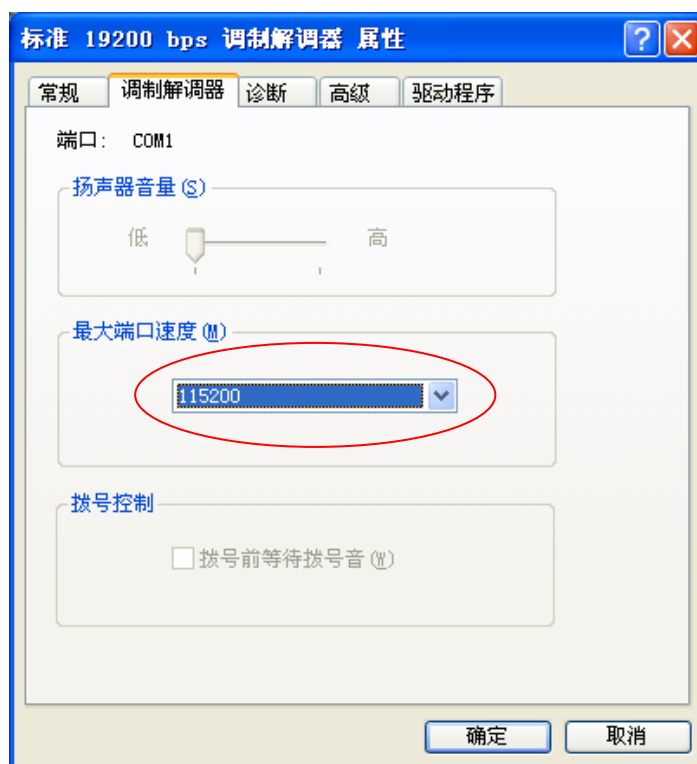 标准 19200 bps 调制解调器 属性
常规 调制解调器 诊断 高级 驱动程序
端口: COM1
扬声器音量(S)
低 高
最大端口速度(M)
115200
拨号控制
拨号前等待拨号音(W)
确定 取消